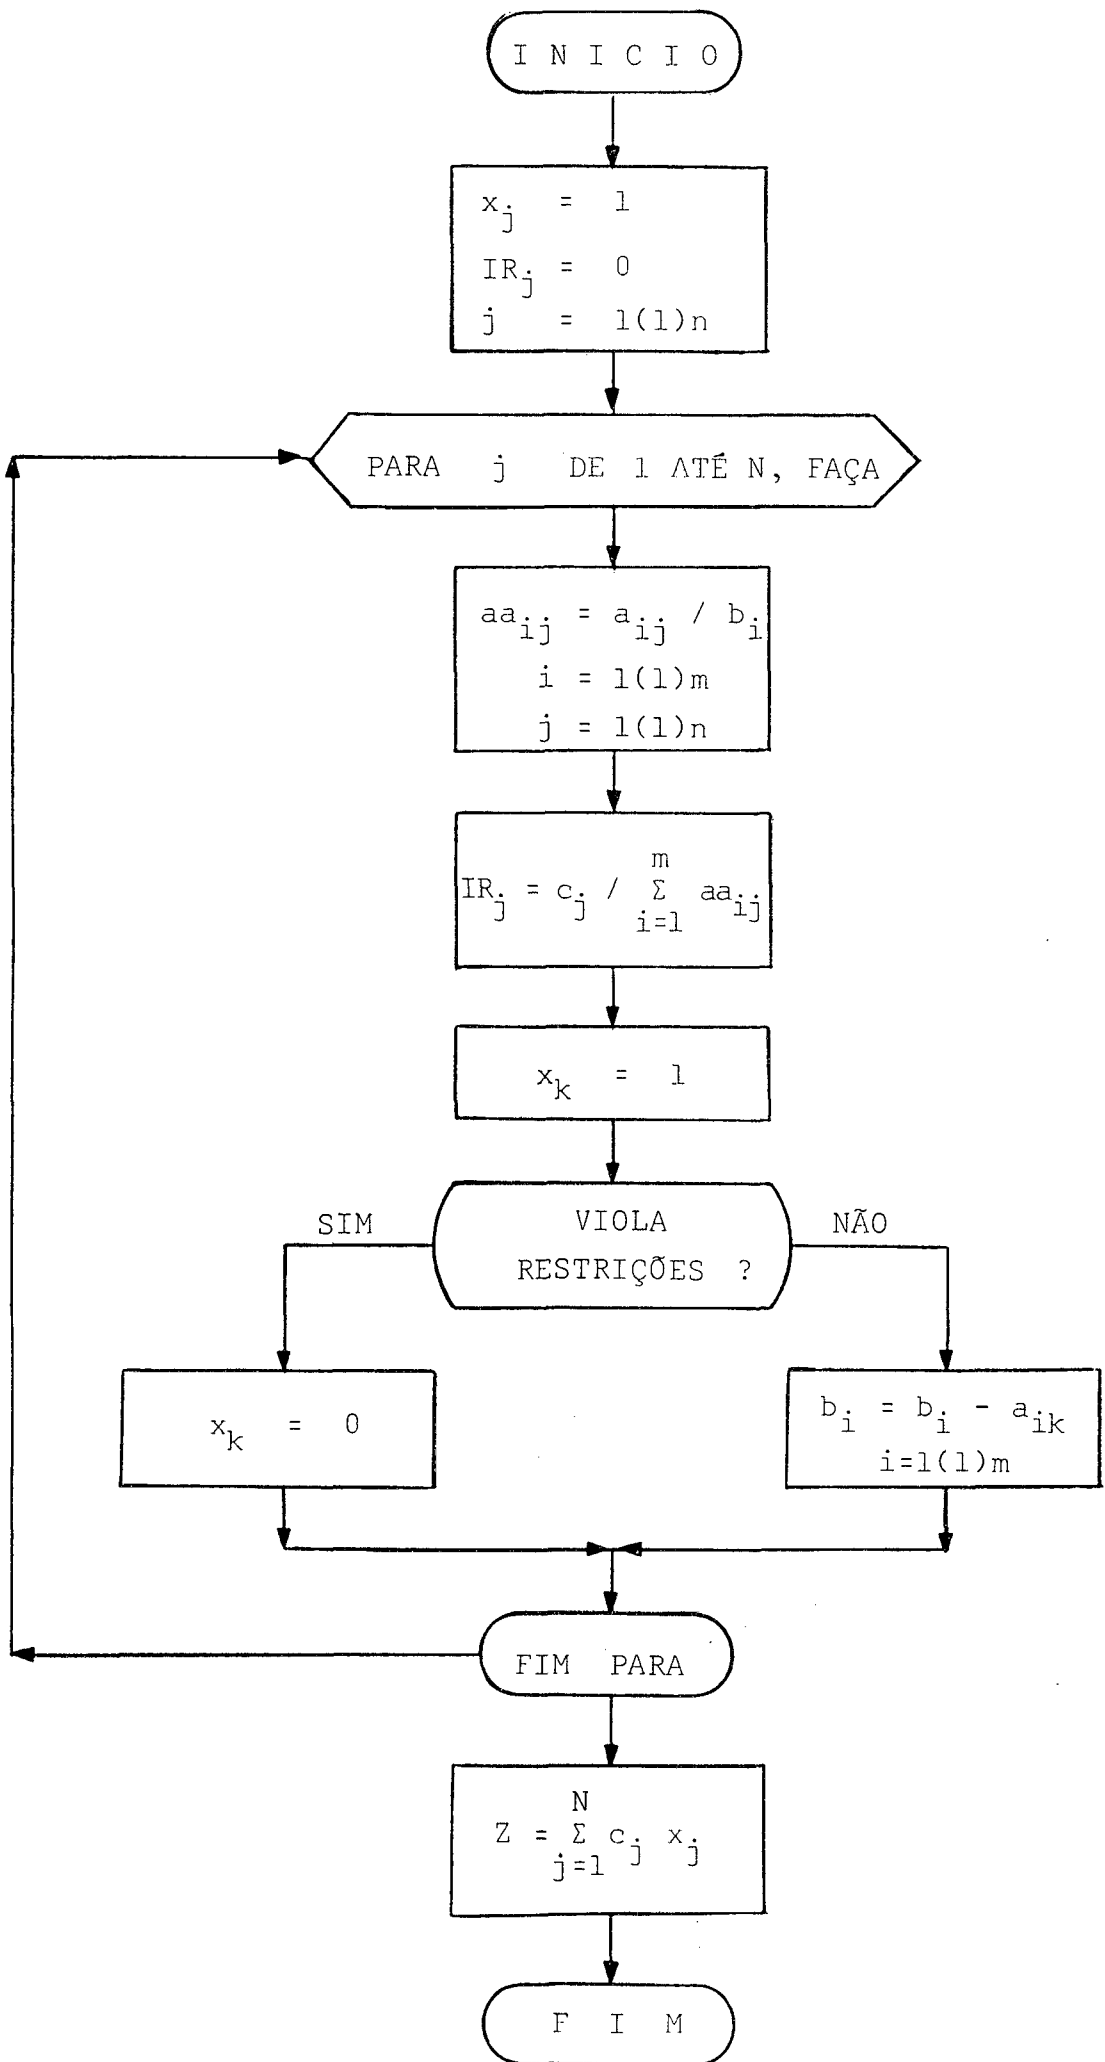 I N I C I O
x_j = 1
IR_j = 0
j = 1(1)n
PARA j DE 1 ATÉ N, FAÇA
aa_ij = a_ij / b_i
i = 1(1)m
j = 1(1)n
IR_j = c_j / Σ_{i=1}^{m} aa_ij
x_k = 1
SIM
VIOLA
NÃO
RESTRIÇÕES ?
x_k = 0
b_i = b_i - a_ik
i=1(1)m
FIM PARA
Z = Σ_{j=1}^{N} c_j x_j
F I M